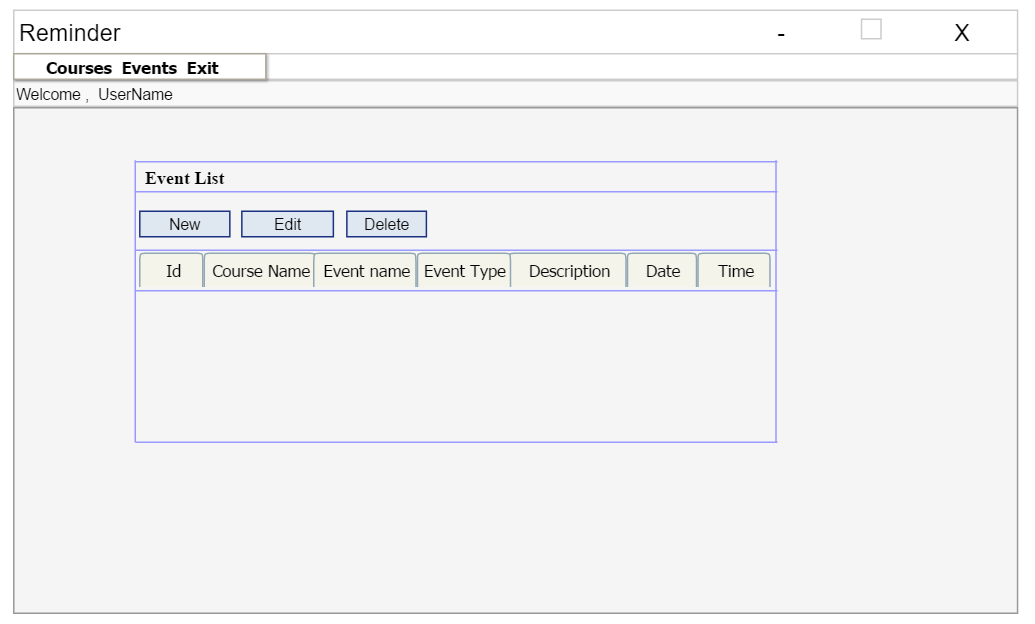 Reminder - X
Courses Events Exit
Welcome , UserName
Event List
New Edit Delete
Id Course Name Event name Event Type Description Date Time